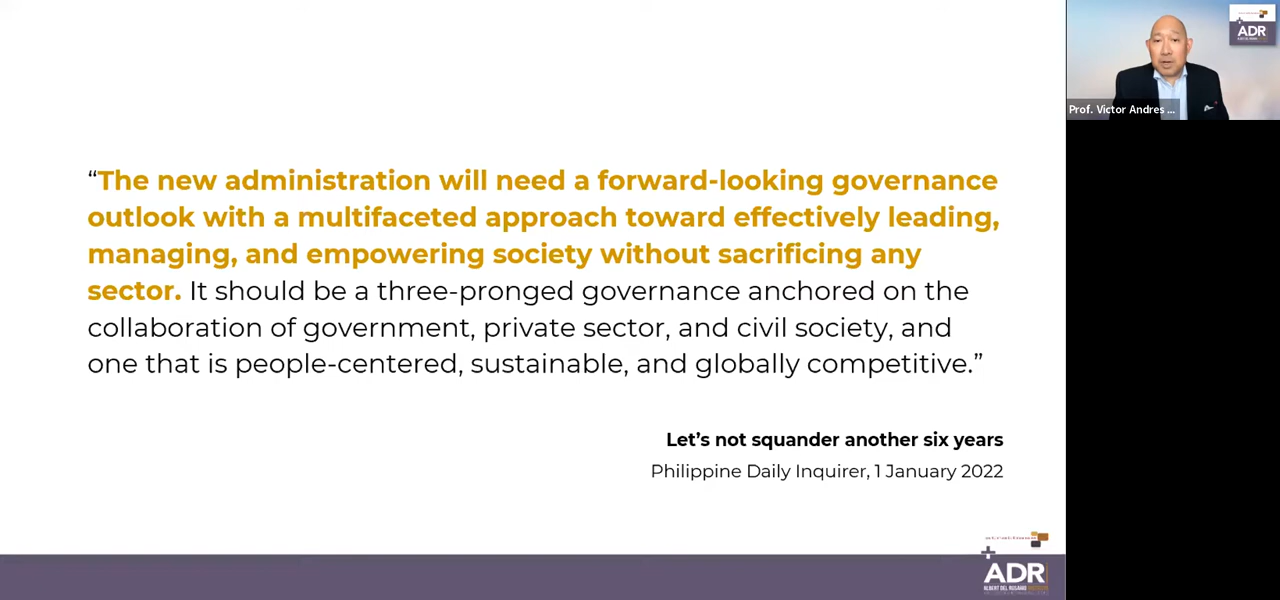 “The new administration will need a forward-looking governance
outlook with a multifaceted approach toward effectively leading,
managing, and empowering society without sacrificing any
sector. It should be a three-pronged governance anchored on the
collaboration of government, private sector, and civil society, and
one that is people-centered, sustainable, and globally competitive.”
Let’s not squander another six years
Philippine Daily Inquirer, 1 January 2022
ADR
Prof. Victor Andres ...
ADR
ALBERT DEL ROSARIO